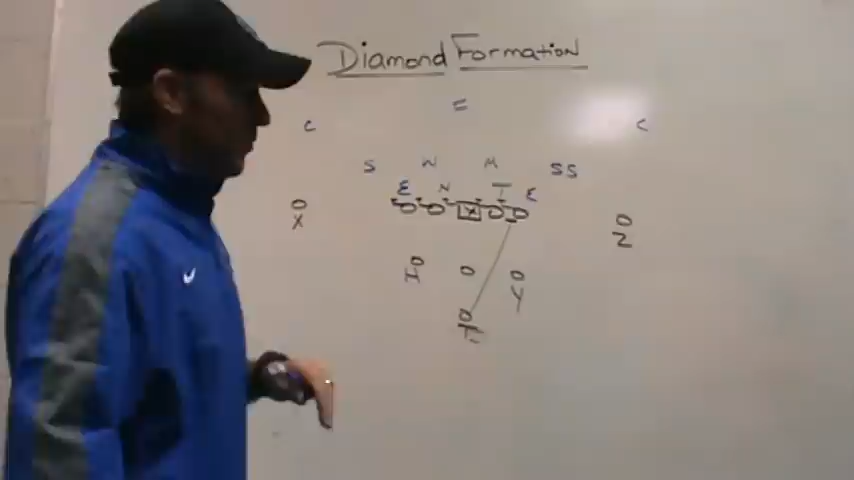 Diamond Formation
C C
S W M SS
E N T E
O O O X O O O O
X Z
O O O
H Y
O
T